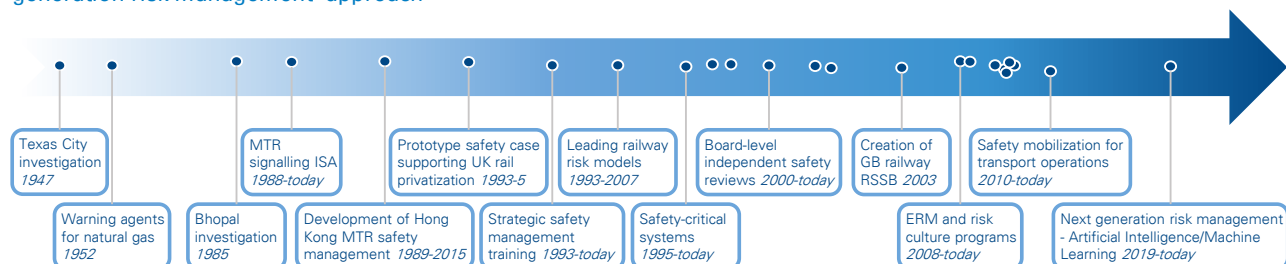 generation risk management' approach
Texas City
investigation
1947
Warning agents
for natural gas
1952
Bhopal
investigation
1985
MTR
signalling ISA
1988-today
Development of Hong
Kong MTR safety
management 1989-2015
Prototype safety case
supporting UK rail
privatization 1993-5
Strategic safety
management
training 1993-today
Leading railway
risk models
1993-2007
Safety-critical
systems
1995-today
Board-level
independent safety
reviews 2000-today
Creation of
GB railway
RSSB 2003
ERM and risk
culture programs
2008-today
Safety mobilization for
transport operations
2010-today
Next generation risk management
- Artificial Intelligence/Machine
Learning 2019-today